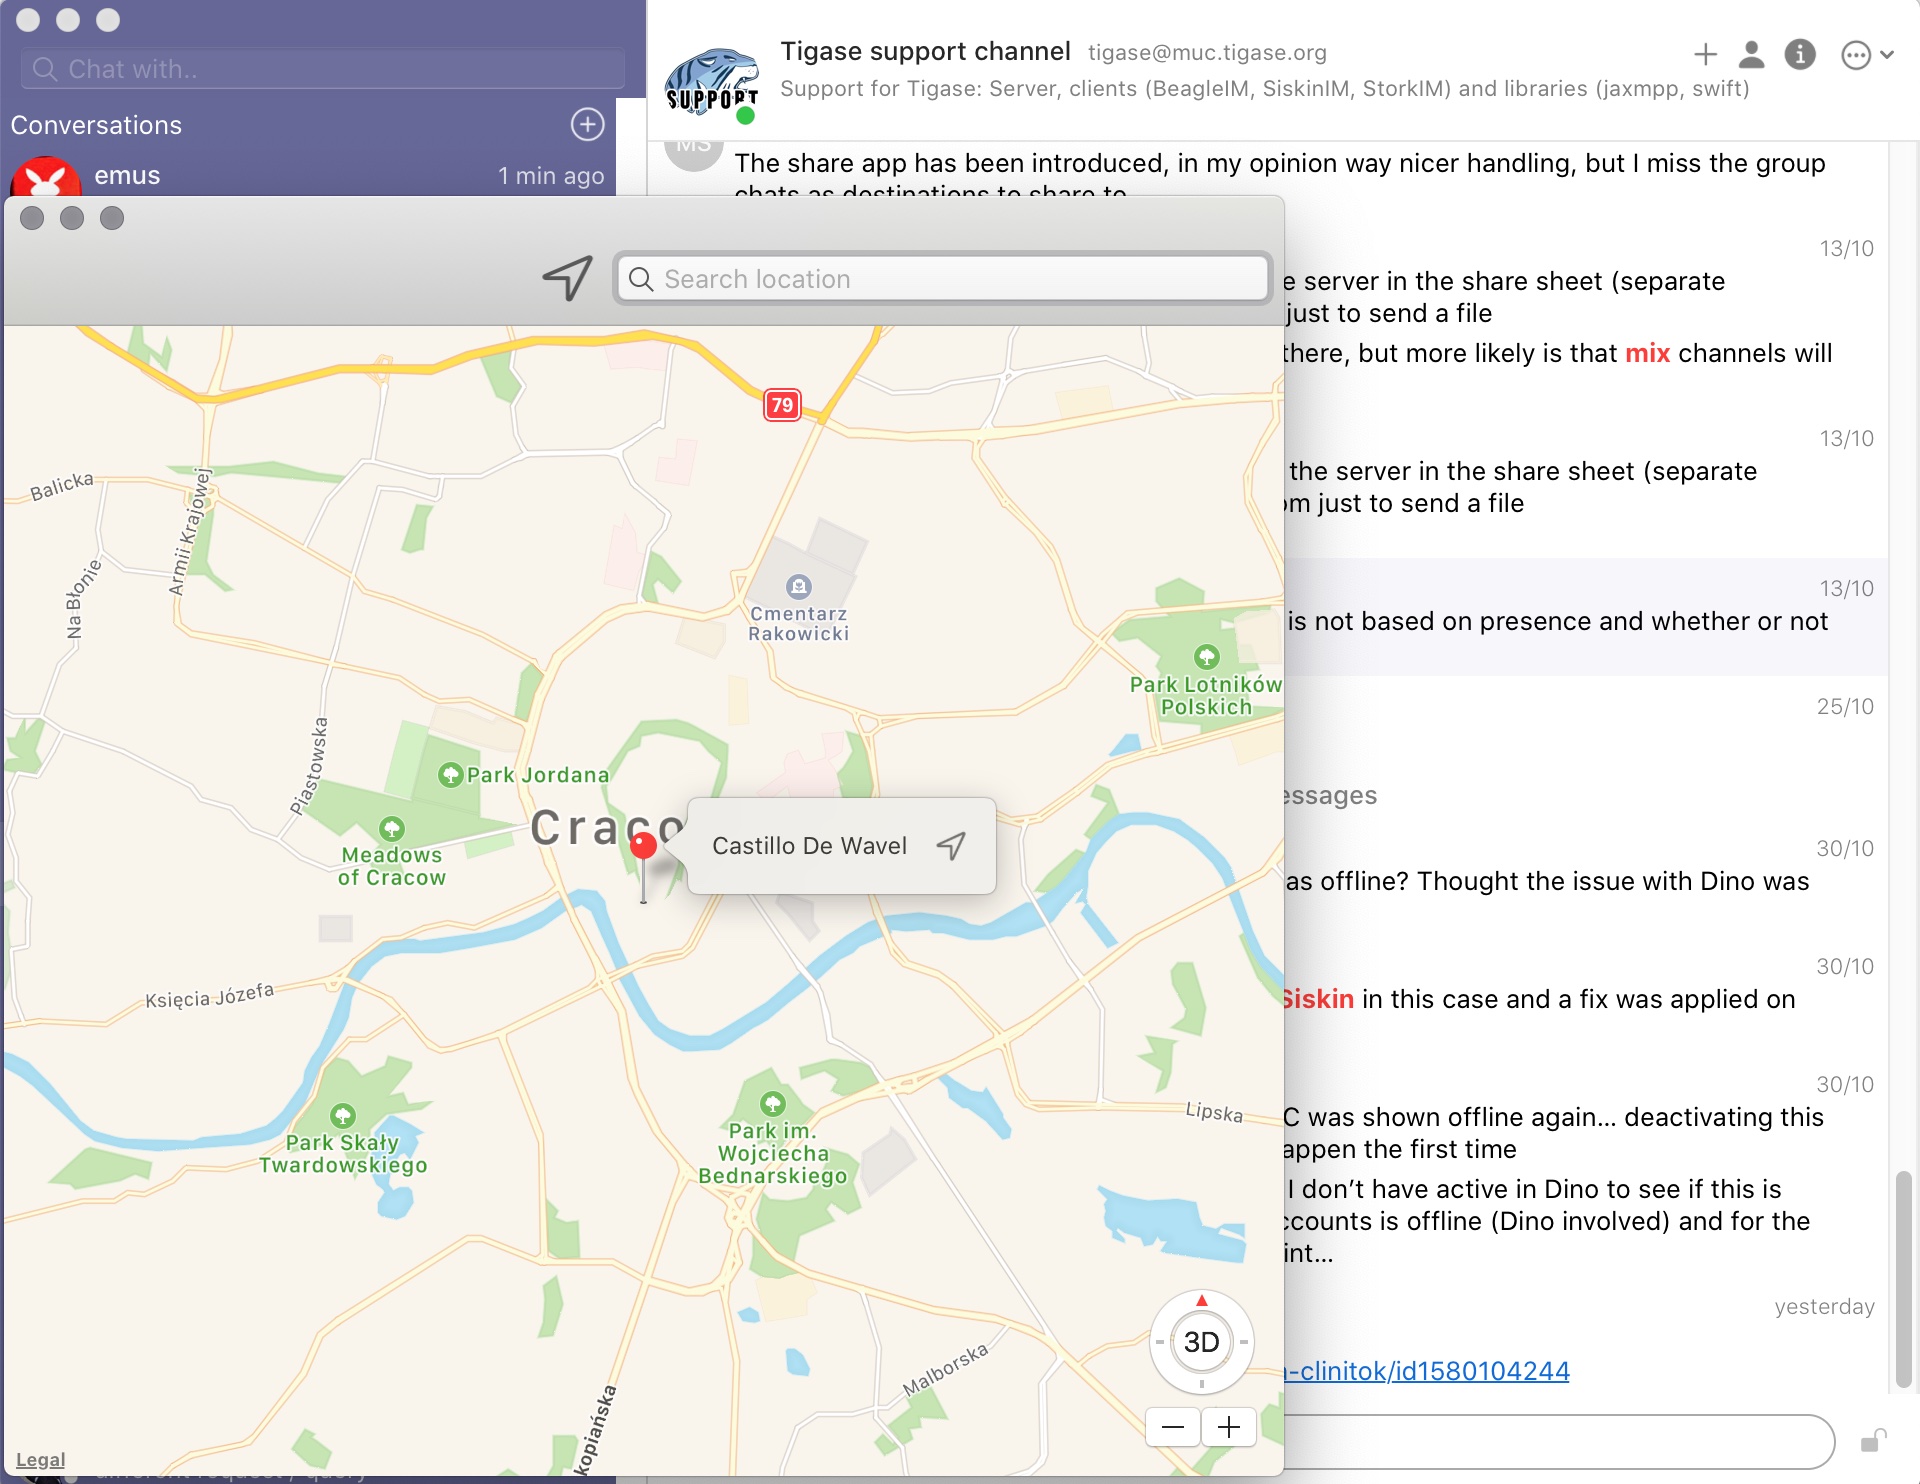 Chat with..
Conversations
emus
1 min ago
Tigase support channel tigase@muc.tigase.org
Support for Tigase: Server, clients (BeagleIM, SiskinIM, StorkIM) and libraries (jaxmpp, swift)
SUPPORT
MS
The share app has been introduced, in my opinion way nicer handling, but I miss the group
chats as destinations to share to
13/10
server in the share sheet (separate
just to send a file
there, but more likely is that mix channels will
13/10
the server in the share sheet (separate
just to send a file
13/10
is not based on presence and whether or not
25/10
30/10
as offline? Thought the issue with Dino was
30/10
Siskin in this case and a fix was applied on
30/10
C was shown offline again... deactivating this
appen the first time
I don't have active in Dino to see if this is
accounts is offline (Dino involved) and for the
yesterday
-clinitok/id1580104244
Search location
79
Balicka
Armii Krajowej
Na Błonie
Piastowska
Cmentarz
Rakowicki
Park Lotników
Polskich
Park Jordana
Meadows
of Cracow
Craco
Castillo De Wavel
Księcia Józefa
Park Skały
Twardowskiego
Park im.
Wojciecha
Bednarskiego
Lipska
Malborska
kopiańska
3D
Legal